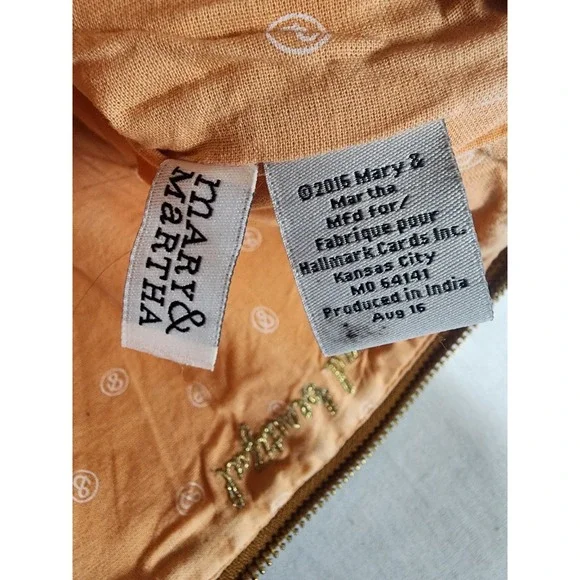 mARY &
MaRTHA
©2016 Mary &
Martha
Mfd for/
Fabrique pour
Hallmark Cards Inc.
Kansas City
MO 64141
Produced in India
Aug 16
beautiful